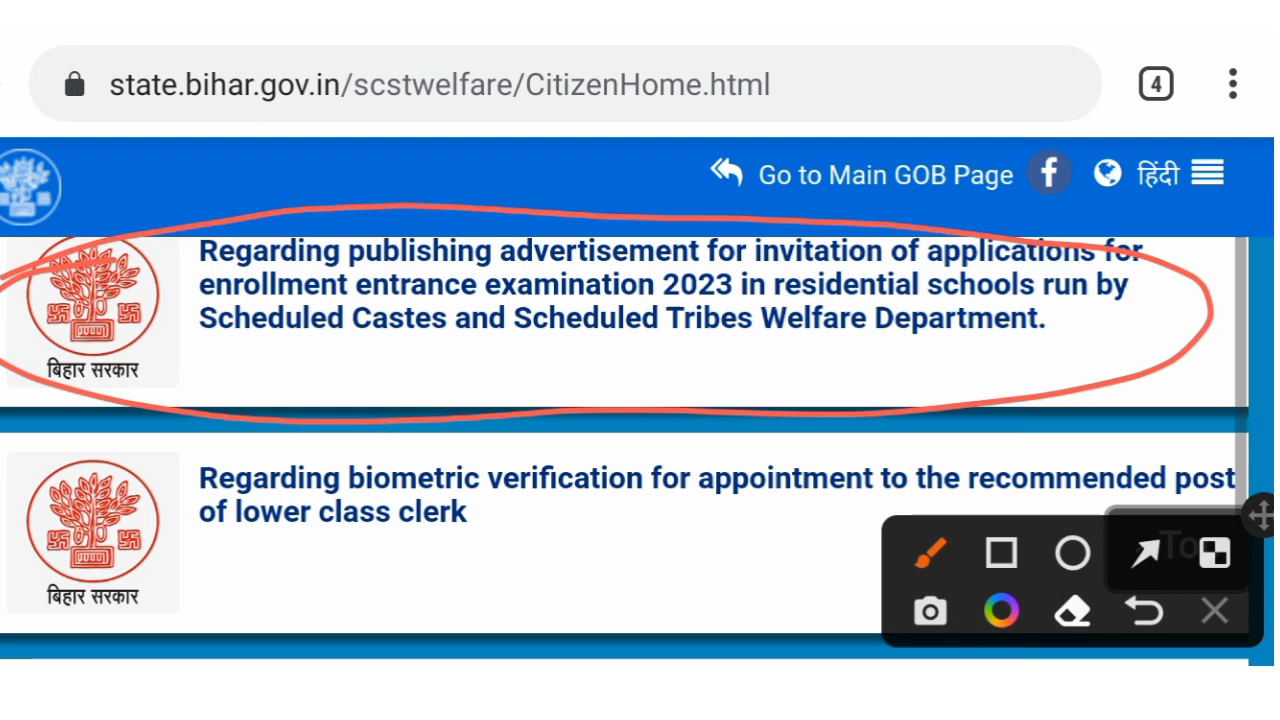 state.bihar.gov.in/scstwelfare/CitizenHome.html
4
Go to Main GOB Page f हिंदी
Regarding publishing advertisement for invitation of applications for
enrollment entrance examination 2023 in residential schools run by
Scheduled Castes and Scheduled Tribes Welfare Department.
बिहार सरकार
Regarding biometric verification for appointment to the recommended post
of lower class clerk
बिहार सरकार